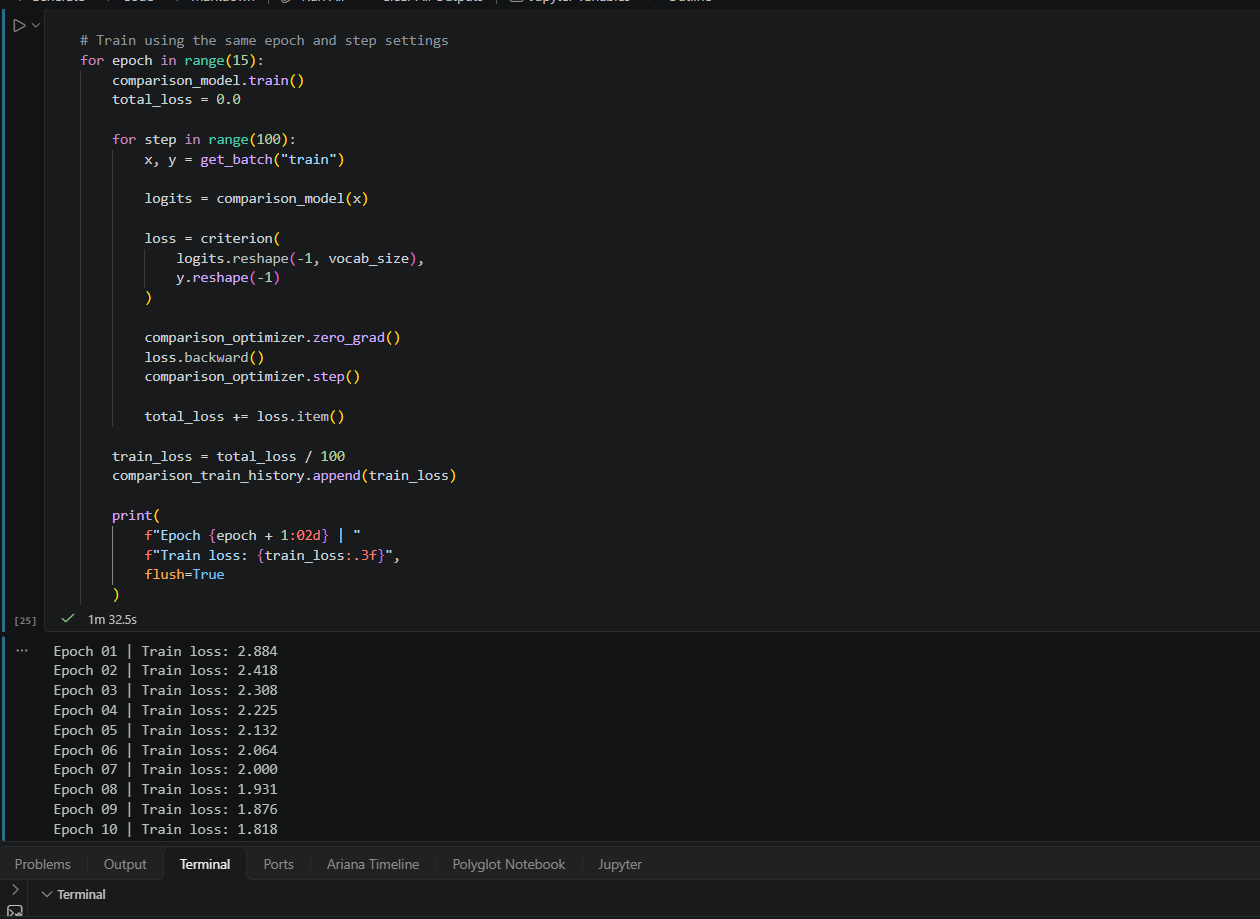 # Train using the same epoch and step settings
for epoch in range(15):
    comparison_model.train()
    total_loss = 0.0

    for step in range(100):
        x, y = get_batch("train")

        logits = comparison_model(x)

        loss = criterion(
            logits.reshape(-1, vocab_size),
            y.reshape(-1)
        )

        comparison_optimizer.zero_grad()
        loss.backward()
        comparison_optimizer.step()

        total_loss += loss.item()

    train_loss = total_loss / 100
    comparison_train_history.append(train_loss)

    print(
        f"Epoch {epoch + 1:02d} | "
        f"Train loss: {train_loss:.3f}",
        flush=True
    )
[25] 1m 32.5s
Epoch 01 | Train loss: 2.884
Epoch 02 | Train loss: 2.418
Epoch 03 | Train loss: 2.308
Epoch 04 | Train loss: 2.225
Epoch 05 | Train loss: 2.132
Epoch 06 | Train loss: 2.064
Epoch 07 | Train loss: 2.000
Epoch 08 | Train loss: 1.931
Epoch 09 | Train loss: 1.876
Epoch 10 | Train loss: 1.818
Problems Output Terminal Ports Ariana Timeline Polyglot Notebook Jupyter
Terminal